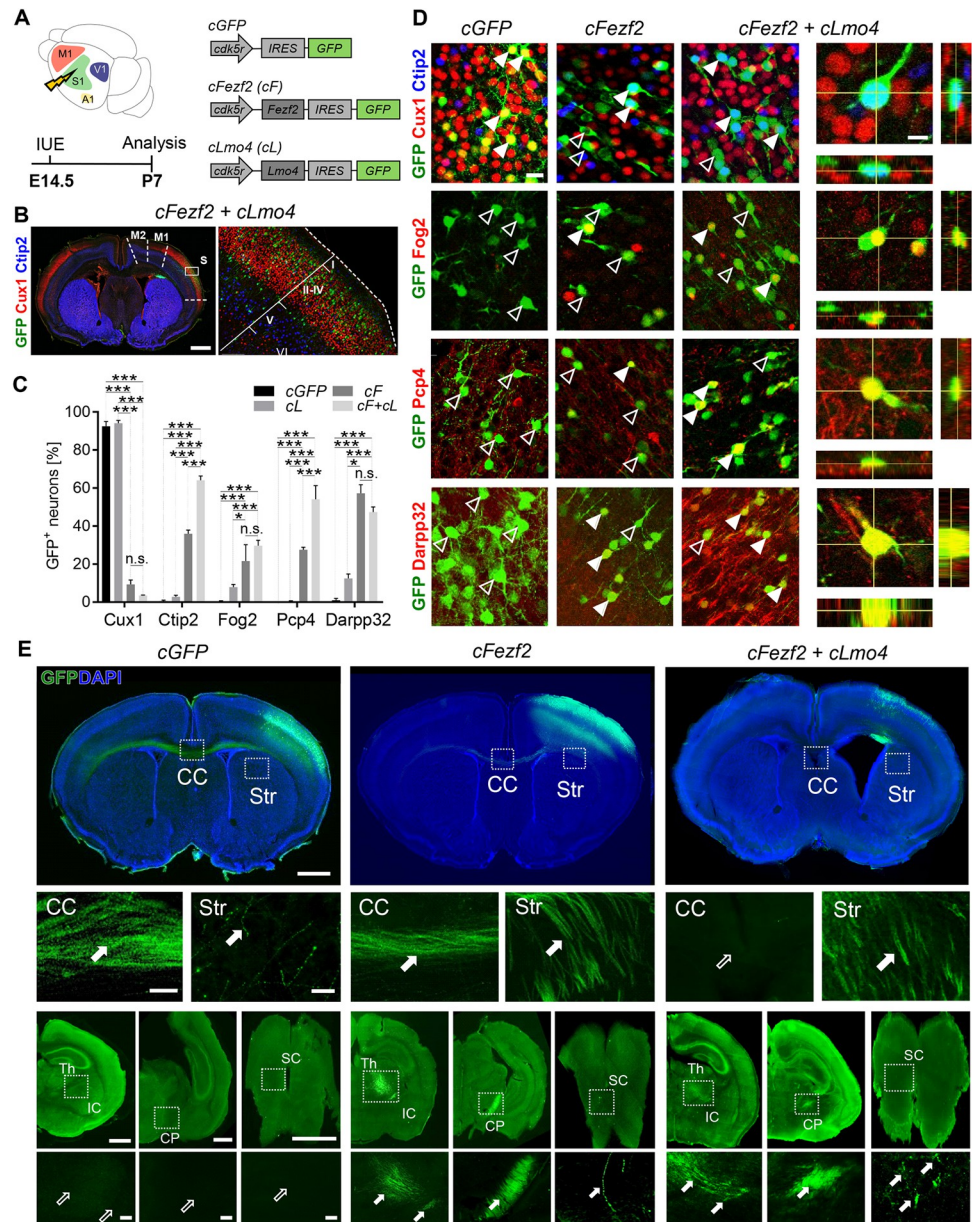 A
M1
S1
V1
A1
IUE
Analysis
E14.5
P7
cGFP
cdk5r IRES GFP
cFezf2 (cF)
cdk5r Fezf2 IRES GFP
cLmo4 (cL)
cdk5r Lmo4 IRES GFP
B
cFezf2 + cLmo4
GFP Cux1 Ctip2
M2 M1
S
I
II-IV
V
VI
C
*** *** *** ***
n.s.
*** *** *** *** ***
*** *** *** * n.s.
*** *** *** *** ***
*** *** *** * n.s.
cGFP cF
cL cF+cL
GFP+ neurons [%]
100
80
60
40
20
0
Cux1 Ctip2 Fog2 Pcp4 Darpp32
D
cGFP cFezf2 cFezf2 + cLmo4
GFP Cux1 Ctip2
GFP Fog2
GFP Pcp4
GFP Darpp32
E
cGFP cFezf2 cFezf2 + cLmo4
GFPDAPI
CC Str CC Str CC Str
CC Str CC Str CC Str
Th IC CP SC Th IC CP SC Th IC CP SC